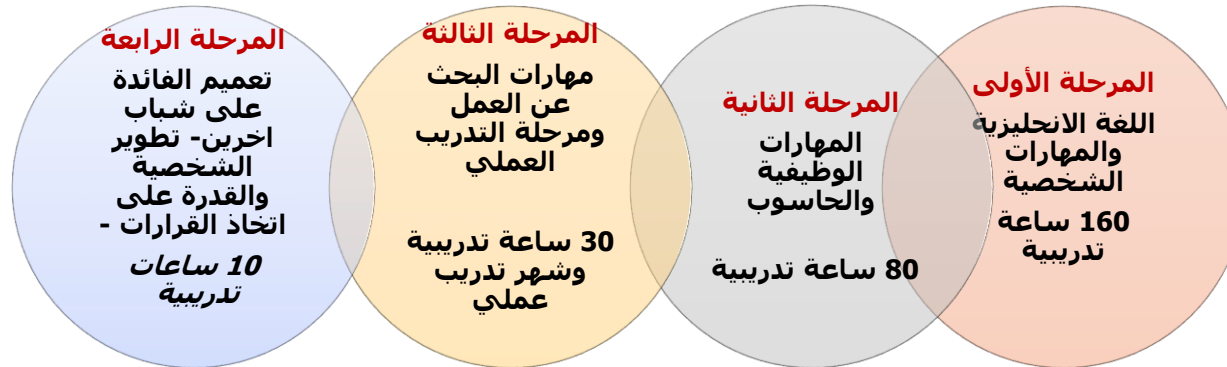 المرحلة الأولى
اللغة الانجليزية
والمهارات
الشخصية
160 ساعة
تدريبية
المرحلة الثانية
المهارات
الوظيفية
والحاسوب
80 ساعة تدريبية
المرحلة الثالثة
مهارات البحث
عن العمل
ومرحلة التدريب
العملي
30 ساعة تدريبية
وشهر تدريب
عملي
المرحلة الرابعة
تعميم الفائدة
على شباب
اخرين- تطوير
الشخصية
والقدرة على
اتخاذ القرارات -
10 ساعات
تدريبية